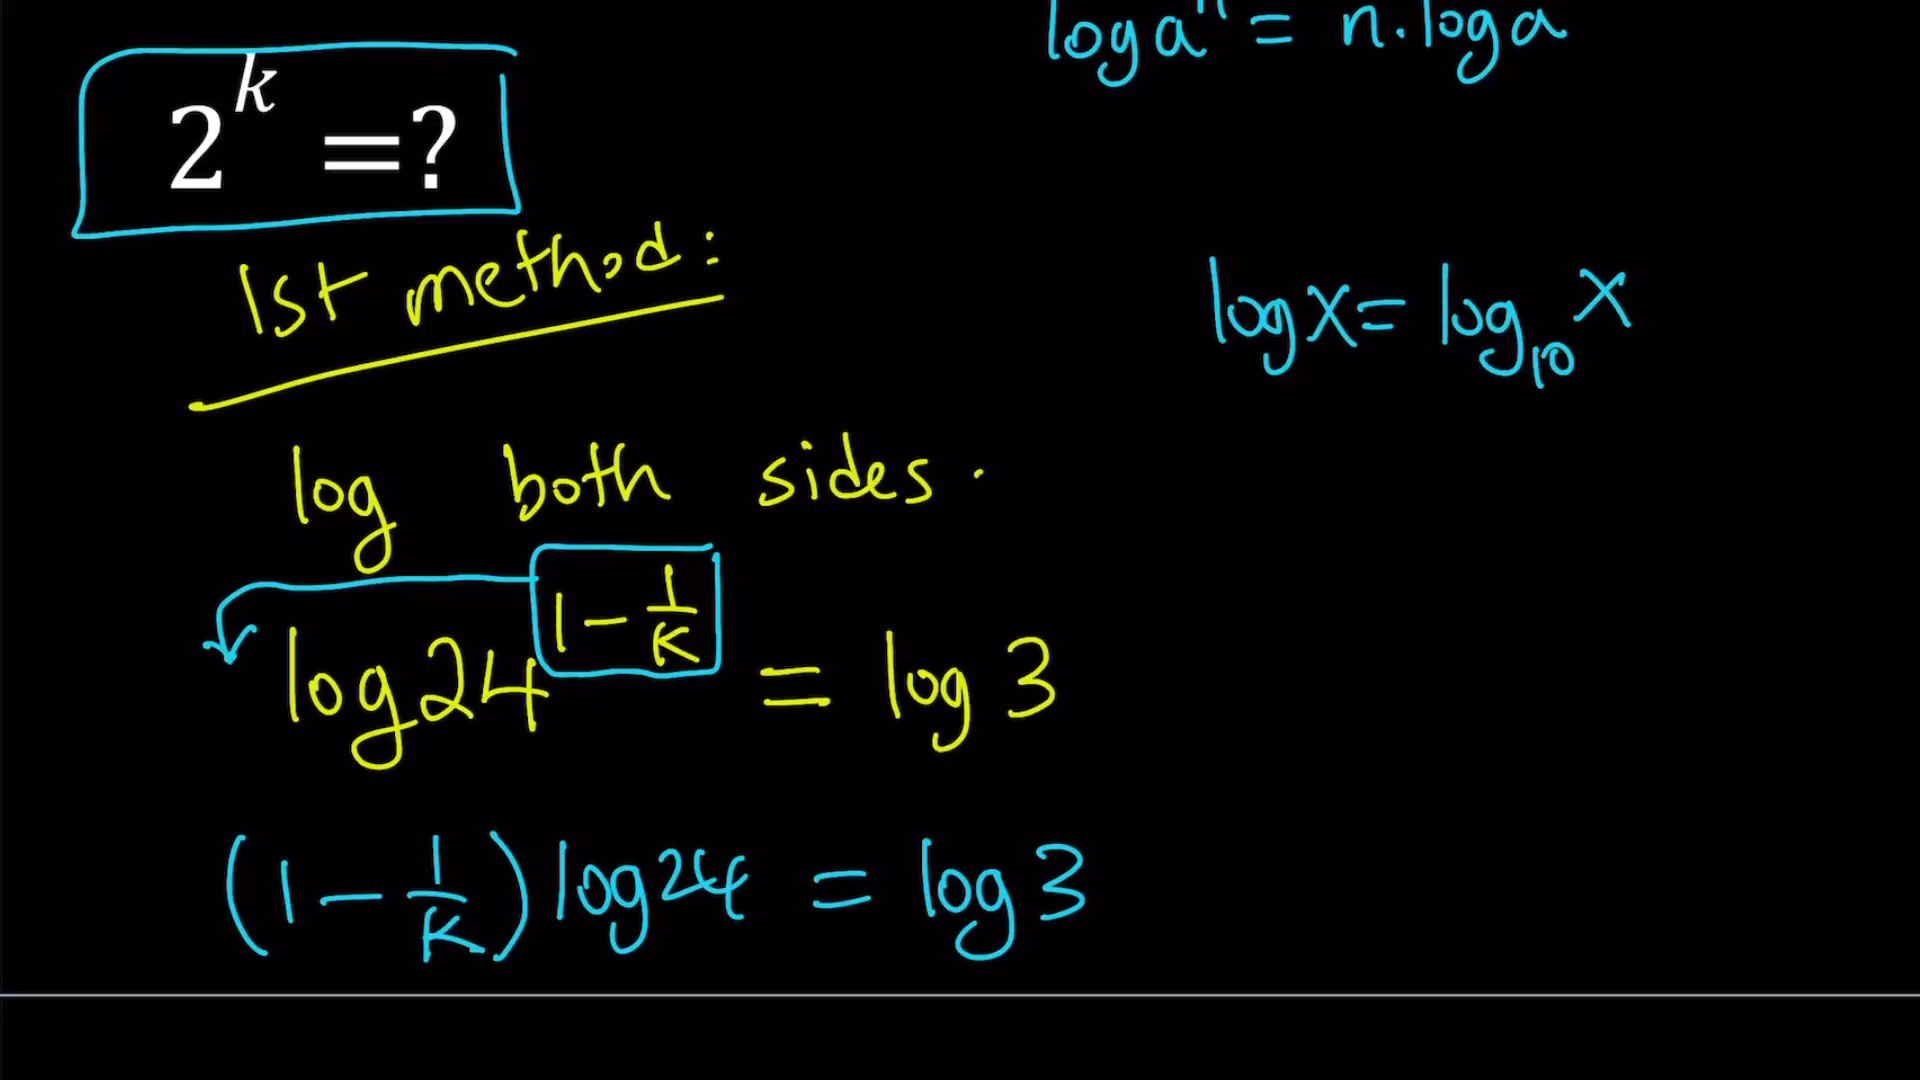 log aⁿ = n. log a
2ᵏ =?
1st method:
log x = log₁₀ x
log both sides.
log 24^(1 - 1/k) = log 3
(1 - 1/k) log 24 = log 3